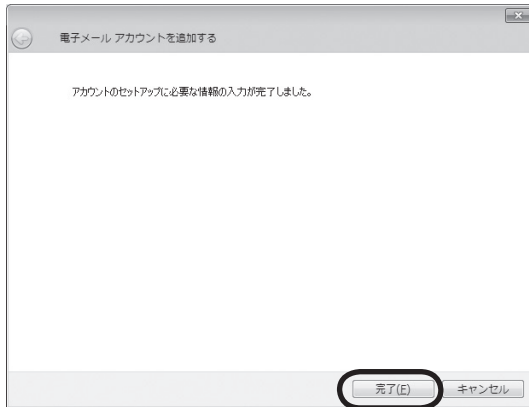 電子メール アカウントを追加する
アカウントのセットアップに必要な情報の入力が完了しました。
完了(F) キャンセル